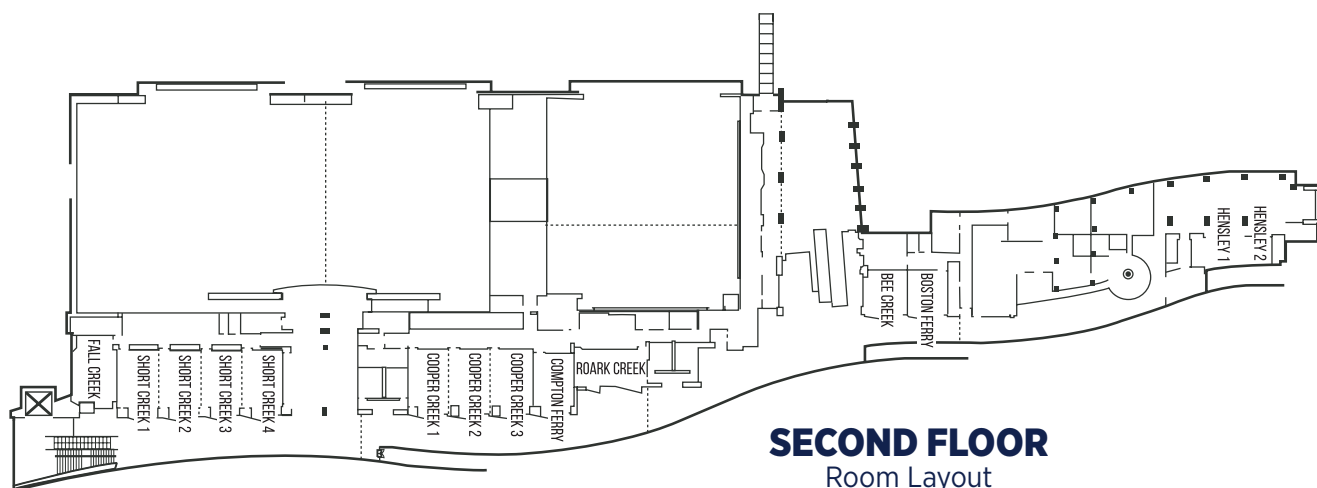 FALL CREEK
SHORT CREEK 1
SHORT CREEK 2
SHORT CREEK 3
SHORT CREEK 4
COOPER CREEK 1
COOPER CREEK 2
COOPER CREEK 3
COMPTON FERRY
ROARK CREEK
BEE CREEK
BOSTON FERRY
HENSLEY 1
HENSLEY 2
SECOND FLOOR
Room Layout